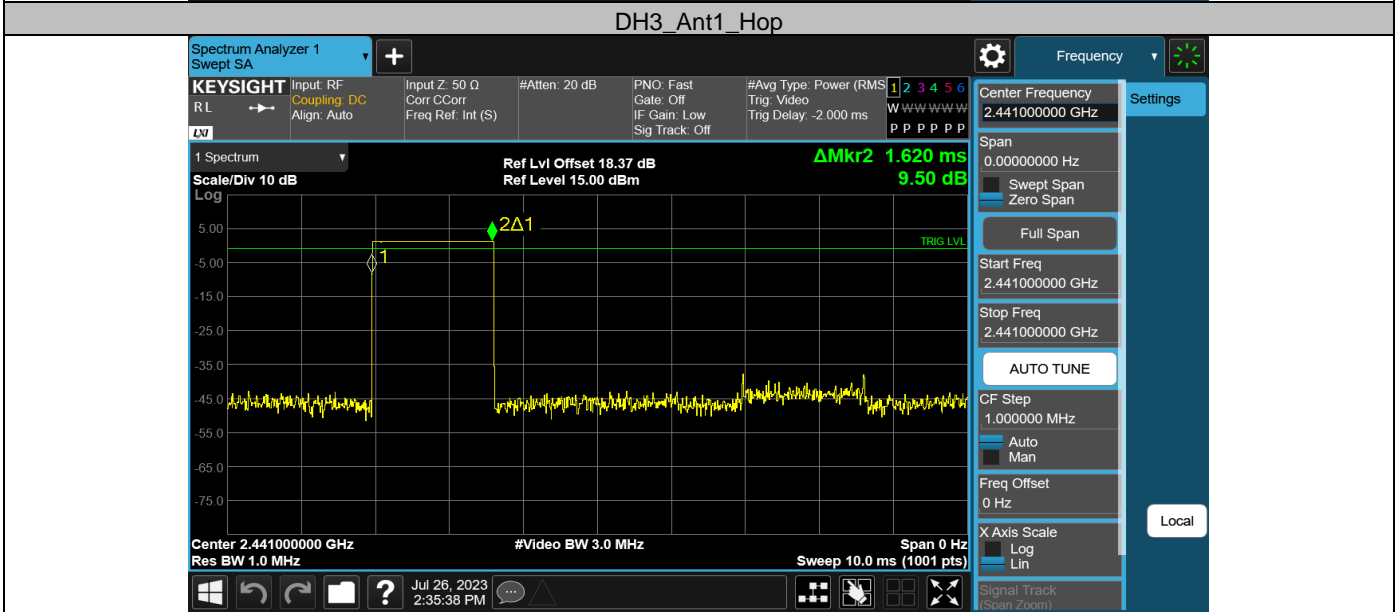 DH3_Ant1_Hop
Spectrum Analyzer 1
Swept SA
Frequency
KEYSIGHT
RL
LXI
Input: RF
Coupling: DC
Align: Auto
Input Z: 50 Ω
Corr CCorr
Freq Ref: Int (S)
#Atten: 20 dB
PNO: Fast
Gate: Off
IF Gain: Low
Sig Track: Off
#Avg Type: Power (RMS
Trig: Video
Trig Delay: -2.000 ms
1 2 3 4 5 6
W W W W W W
P P P P P P
1 Spectrum
Scale/Div 10 dB
Log
Ref Lvl Offset 18.37 dB
Ref Level 15.00 dBm
ΔMkr2 1.620 ms
9.50 dB
5.00
-5.00
-15.0
-25.0
-35.0
-45.0
-55.0
-65.0
-75.0
2Δ1
1
TRIG LVL
Center 2.441000000 GHz
Res BW 1.0 MHz
#Video BW 3.0 MHz
Span 0 Hz
Sweep 10.0 ms (1001 pts)
Center Frequency
2.441000000 GHz
Span
0.00000000 Hz
Swept Span
Zero Span
Full Span
Start Freq
2.441000000 GHz
Stop Freq
2.441000000 GHz
AUTO TUNE
CF Step
1.000000 MHz
Auto
Man
Freq Offset
0 Hz
X Axis Scale
Log
Lin
Signal Track
(Span Zoom)
Settings
Local
?
Jul 26, 2023
2:35:38 PM